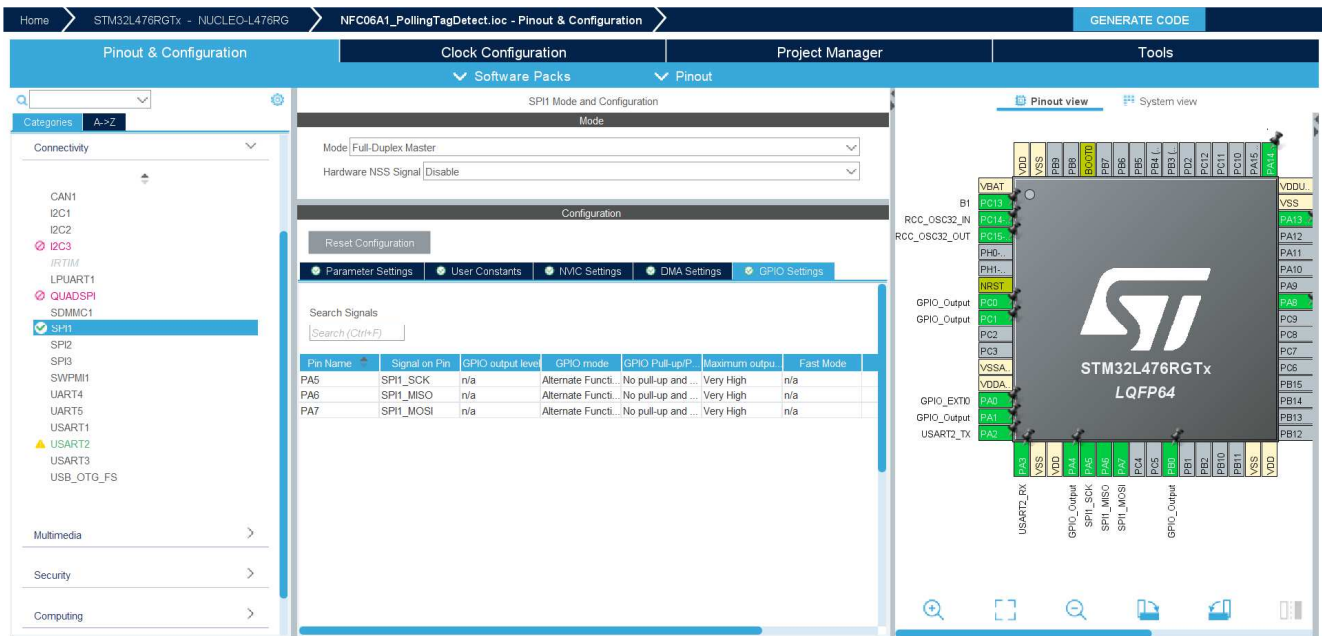 Home STM32L476RGTx - NUCLEO-L476RG NFC06A1_PollingTagDetect.ioc - Pinout & Configuration GENERATE CODE
Pinout & Configuration Clock Configuration Project Manager Tools
Software Packs Pinout
SPI1 Mode and Configuration
Categories A->Z
Connectivity
CAN1
I2C1
I2C2
I2C3
IRTIM
LPUART1
QUADSPI
SDMMC1
SPI1
SPI2
SPI3
SWPMI1
UART4
UART5
USART1
USART2
USART3
USB_OTG_FS
Multimedia
Security
Computing
Mode
Mode Full-Duplex Master
Hardware NSS Signal Disable
Configuration
Reset Configuration
Parameter Settings User Constants NVIC Settings DMA Settings GPIO Settings
Search Signals
Search (Ctrl+F)
Pin Name Signal on Pin GPIO output level GPIO mode GPIO Pull-up/P... Maximum outpu... Fast Mode
PA5 SPI1_SCK n/a Alternate Functi... No pull-up and ... Very High n/a
PA6 SPI1_MISO n/a Alternate Functi... No pull-up and ... Very High n/a
PA7 SPI1_MOSI n/a Alternate Functi... No pull-up and ... Very High n/a
Pinout view System view
VDD VSS PB9 PB8 BOOT0 PB7 PB6 PB5 PB4 (... PB3 (... PD2 PC12 PC11 PC10 PA15.. PA14..
VBAT VDDU..
B1 PC13 VSS
RCC_OSC32_IN PC14-.. PA13..
RCC_OSC32_OUT PC15-.. PA12
PH0-.. PA11
PH1-.. PA10
NRST PA9
GPIO_Output PC0 PA8
GPIO_Output PC1 PC9
PC2 PC8
PC3 PC7
VSSA.. PC6
VDDA.. PB15
GPIO_EXTI0 PA0 PB14
GPIO_Output PA1 PB13
USART2_TX PA2 PB12
ST
STM32L476RGTx
LQFP64
PA3 VSS VDD PA4 PA5 PA6 PA7 PC4 PC5 PB0 PB1 PB2 PB10 PB11 VSS VDD
USART2_RX GPIO_Output SPI1_SCK SPI1_MISO SPI1_MOSI GPIO_Output